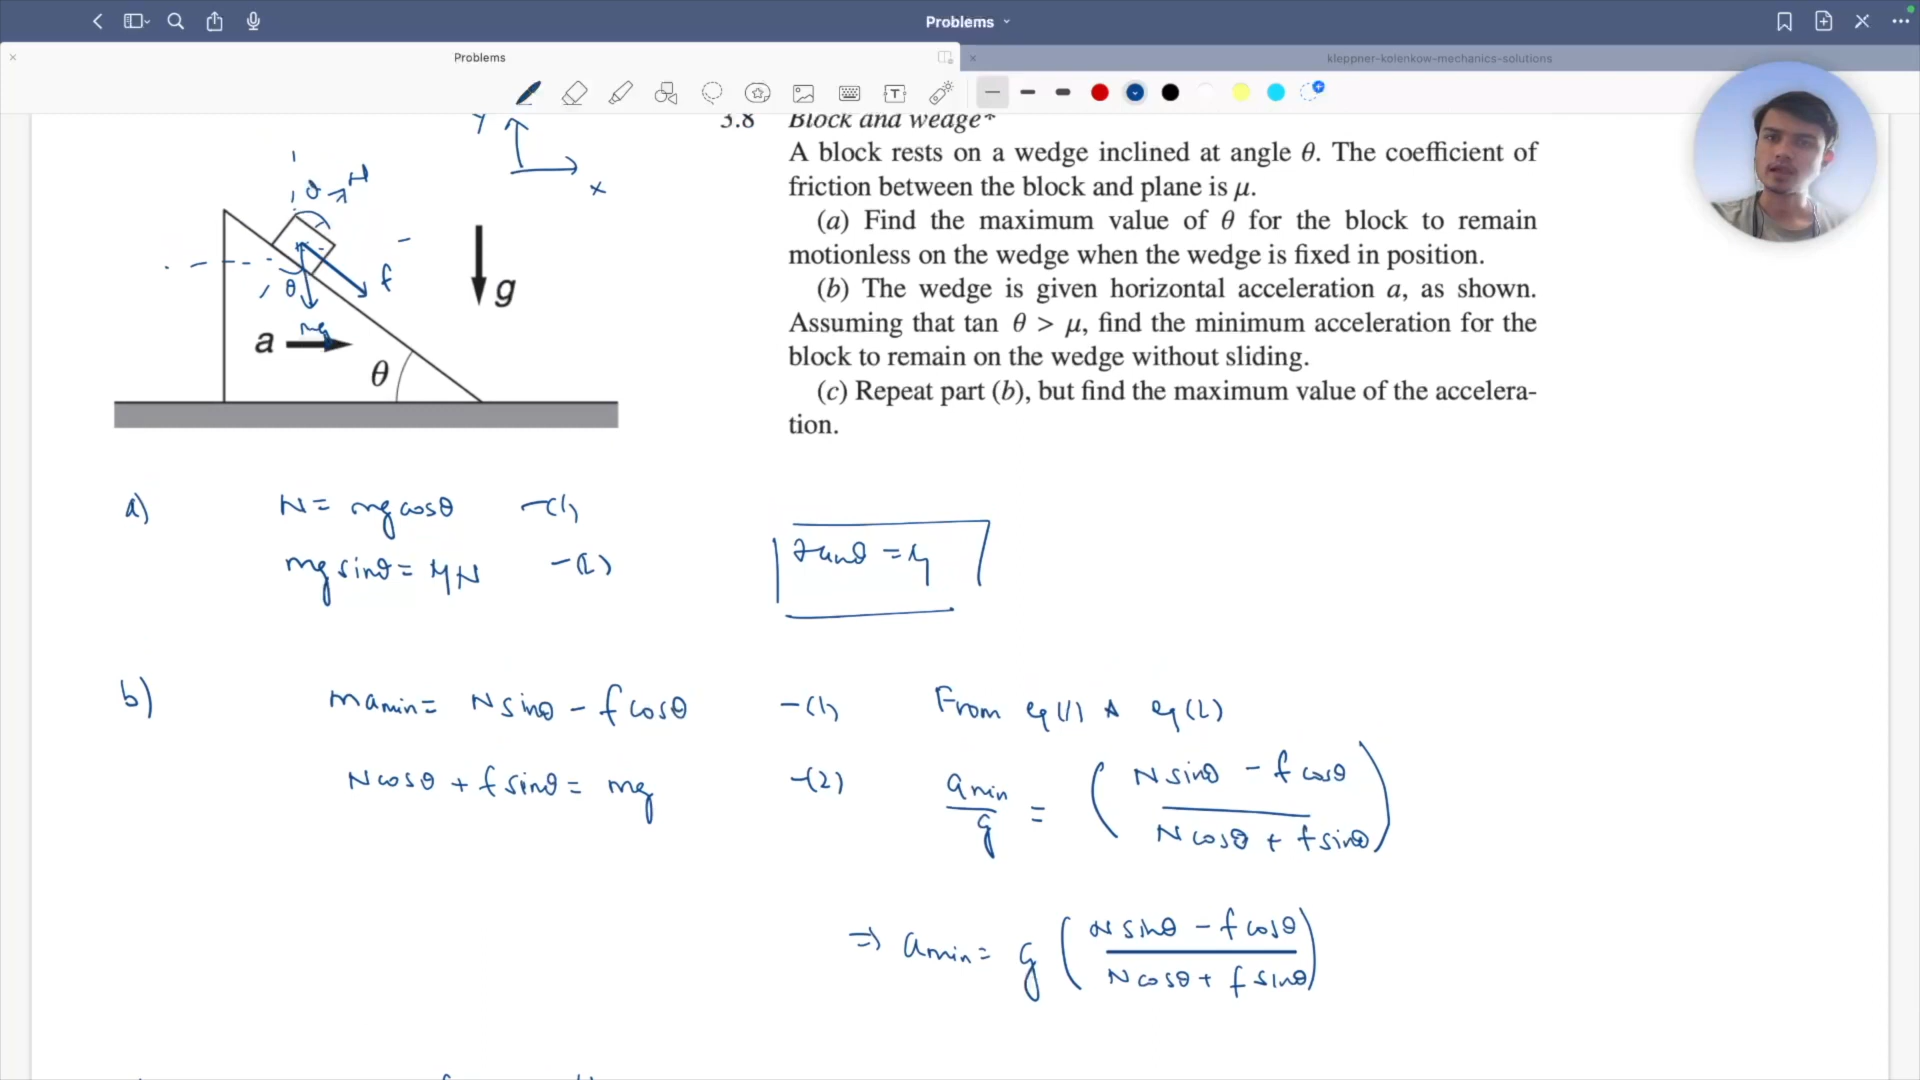 Problems
Problems
kleppner-kolenkow-mechanics-solutions
3.8 Block and wedge*
A block rests on a wedge inclined at angle θ. The coefficient of
friction between the block and plane is μ.
(a) Find the maximum value of θ for the block to remain
motionless on the wedge when the wedge is fixed in position.
(b) The wedge is given horizontal acceleration a, as shown.
Assuming that tan θ > μ, find the minimum acceleration for the
block to remain on the wedge without sliding.
(c) Repeat part (b), but find the maximum value of the accelera-
tion.
y
x
θ N
f
θ
mg
g
a
θ
a) N = mg cosθ -(1)
mg sinθ = μN -(2)
tanθ = μ
b) mamin = N sinθ - f cosθ -(1)
N cosθ + f sinθ = mg -(2)
From eq(1) & eq(2)
amin/g = (N sinθ - f cosθ / N cosθ + f sinθ)
⇒ amin = g (N sinθ - f cosθ / N cosθ + f sinθ)